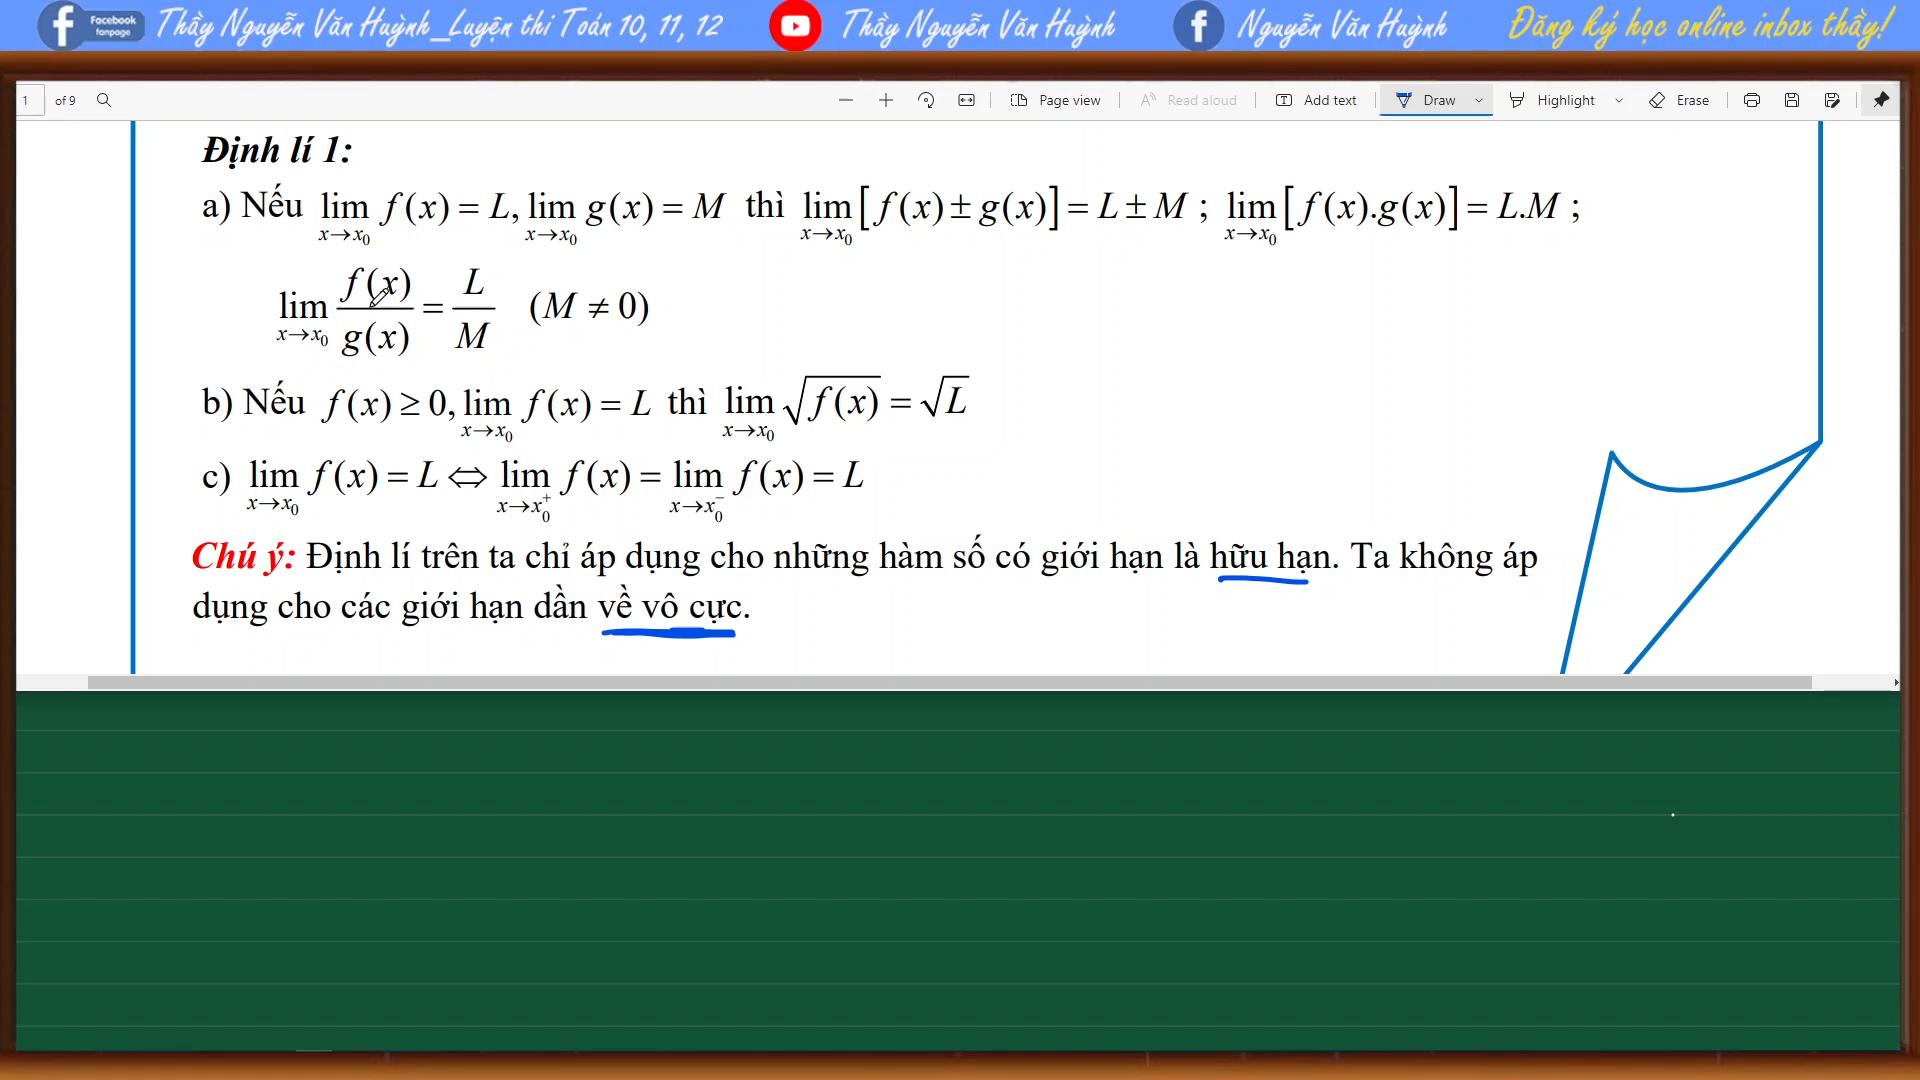 Facebook fanpage Thầy Nguyễn Văn Huỳnh_Luyện thi Toán 10, 11, 12 Thầy Nguyễn Văn Huỳnh f Nguyễn Văn Huỳnh Đăng ký học online inbox thầy!
1 of 9 Page view Read aloud Add text Draw Highlight Erase
Định lí 1:
a) Nếu lim_{x→x₀} f(x) = L, lim_{x→x₀} g(x) = M thì lim_{x→x₀} [f(x) ± g(x)] = L ± M ; lim_{x→x₀} [f(x).g(x)] = L.M ;
lim_{x→x₀} f(x)/g(x) = L/M (M ≠ 0)
b) Nếu f(x) ≥ 0, lim_{x→x₀} f(x) = L thì lim_{x→x₀} √f(x) = √L
c) lim_{x→x₀} f(x) = L ⇔ lim_{x→x₀⁺} f(x) = lim_{x→x₀⁻} f(x) = L
Chú ý: Định lí trên ta chỉ áp dụng cho những hàm số có giới hạn là hữu hạn. Ta không áp
dụng cho các giới hạn dần về vô cực.